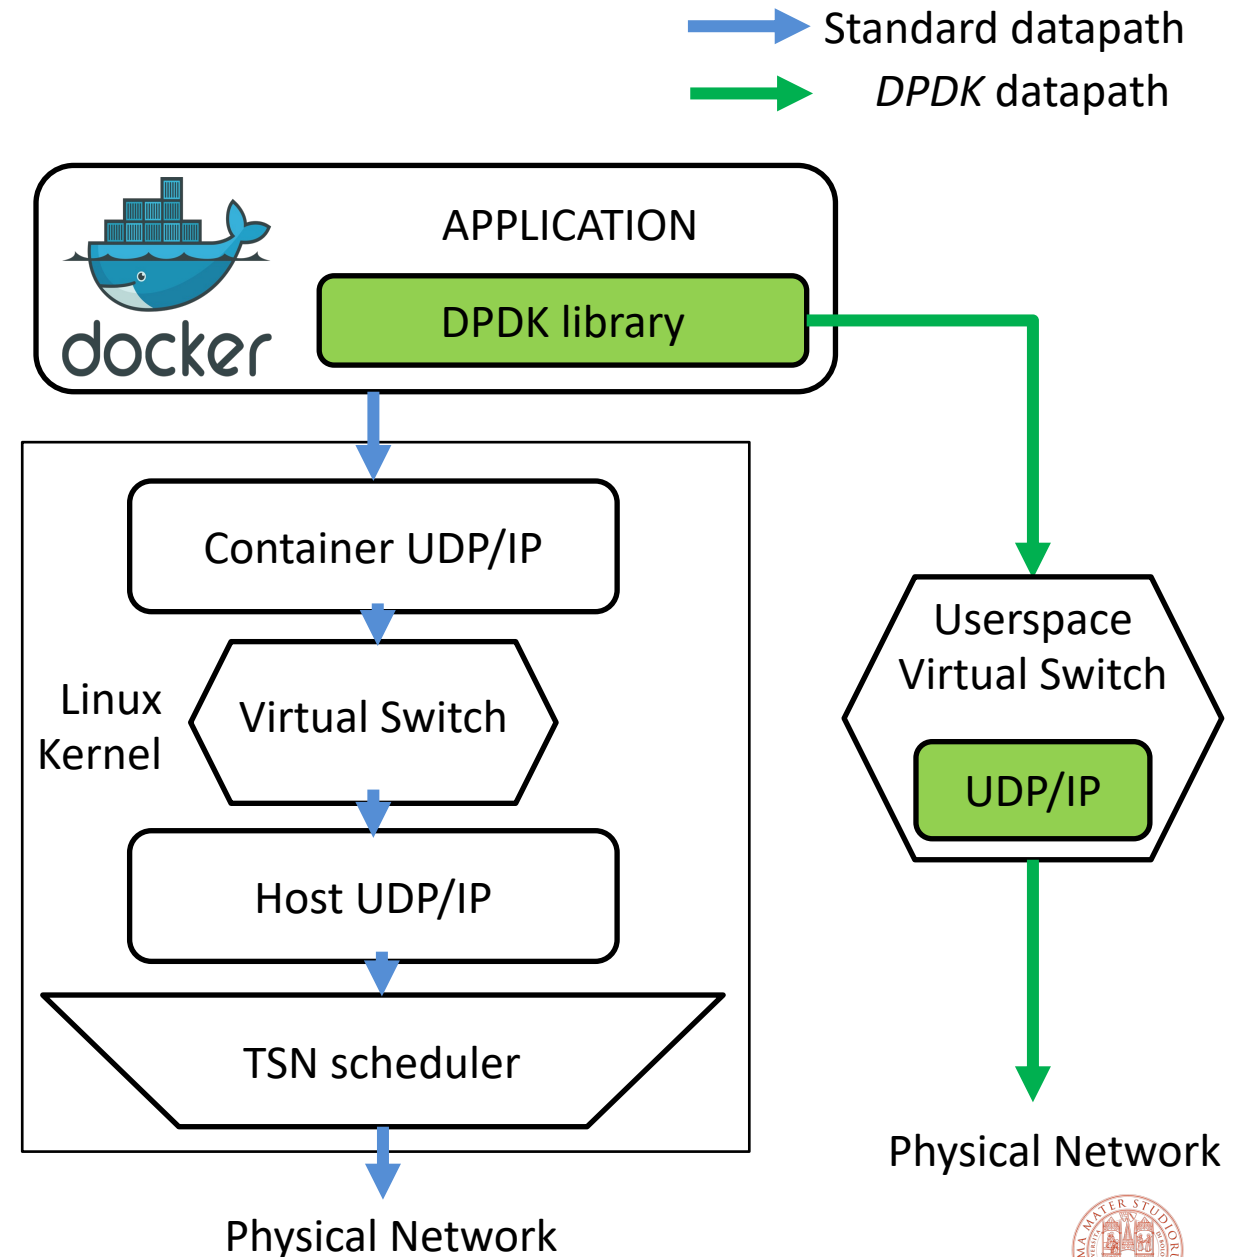 Standard datapath
DPDK datapath
APPLICATION
docker
DPDK library
Container UDP/IP
Userspace
Virtual Switch
Linux
Kernel
Virtual Switch
UDP/IP
Host UDP/IP
TSN scheduler
Physical Network
Physical Network